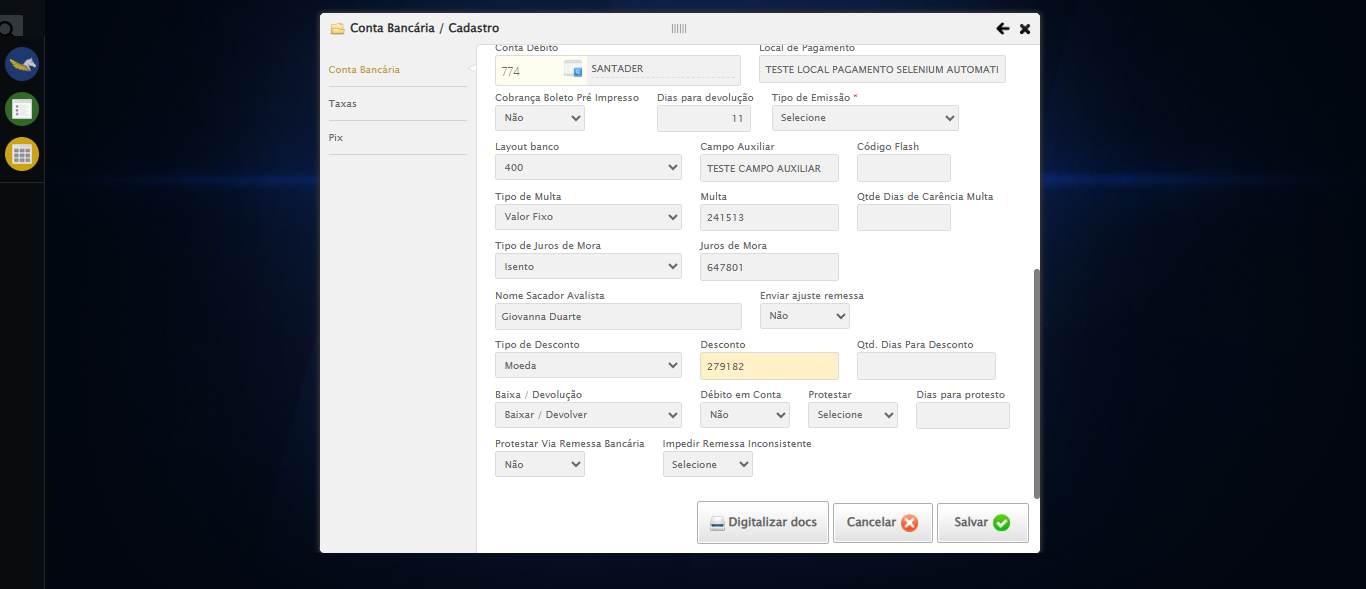 Conta Bancária / Cadastro
Conta Bancária
Taxas
Pix
Conta Débito Local de Pagamento
774 SANTADER TESTE LOCAL PAGAMENTO SELENIUM AUTOMATI
Cobrança Boleto Pré Impresso Dias para devolução Tipo de Emissão *
Não 11 Selecione
Layout banco Campo Auxiliar Código Flash
400 TESTE CAMPO AUXILIAR
Tipo de Multa Multa Qtde Dias de Carência Multa
Valor Fixo 241513
Tipo de Juros de Mora Juros de Mora
Isento 647801
Nome Sacador Avalista Enviar ajuste remessa
Giovanna Duarte Não
Tipo de Desconto Desconto Qtd. Dias Para Desconto
Moeda 279182
Baixa / Devolução Débito em Conta Protestar Dias para protesto
Baixar / Devolver Não Selecione
Protestar Via Remessa Bancária Impedir Remessa Inconsistente
Não Selecione
Digitalizar docs Cancelar Salvar